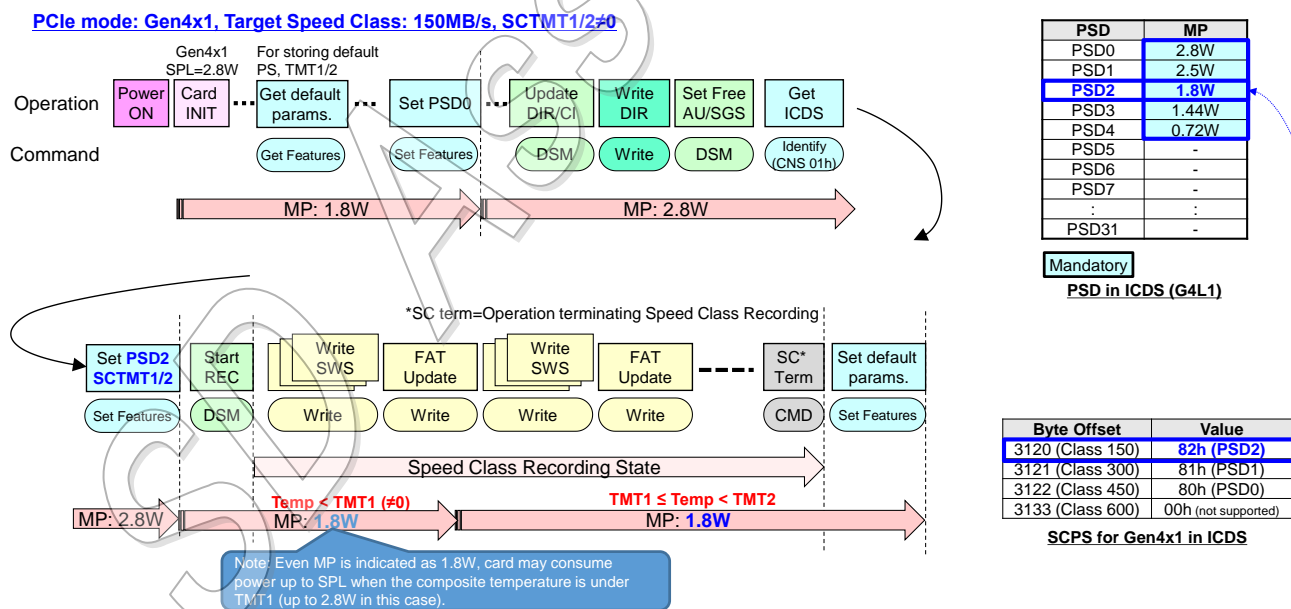 PCIe mode: Gen4x1, Target Speed Class: 150MB/s, SCTMT1/2≠0
Gen4x1
SPL=2.8W
For storing default
PS, TMT1/2
Operation
Power
ON
Card
INIT
Get default
params.
Set PSD0
Update
DIR/CI
Write
DIR
Set Free
AU/SGS
Get
ICDS
Command
Get Features
Set Features
DSM
Write
DSM
Identify
(CNS 01h)
MP: 1.8W
MP: 2.8W
PSD MP
PSD0 2.8W
PSD1 2.5W
PSD2 1.8W
PSD3 1.44W
PSD4 0.72W
PSD5 -
PSD6 -
PSD7 -
: :
PSD31 -
Mandatory
PSD in ICDS (G4L1)
*SC term=Operation terminating Speed Class Recording
Set PSD2
SCTMT1/2
Start
REC
Write
SWS
FAT
Update
Write
SWS
FAT
Update
SC*
Term
Set default
params.
Set Features
DSM
Write
Write
Write
Write
CMD
Set Features
Speed Class Recording State
Temp < TMT1 (≠0)
TMT1 ≤ Temp < TMT2
MP: 2.8W
MP: 1.8W
MP: 1.8W
Note: Even MP is indicated as 1.8W, card may consume
power up to SPL when the composite temperature is under
TMT1 (up to 2.8W in this case).
Byte Offset Value
3120 (Class 150) 82h (PSD2)
3121 (Class 300) 81h (PSD1)
3122 (Class 450) 80h (PSD0)
3133 (Class 600) 00h (not supported)
SCPS for Gen4x1 in ICDS
SD Ass